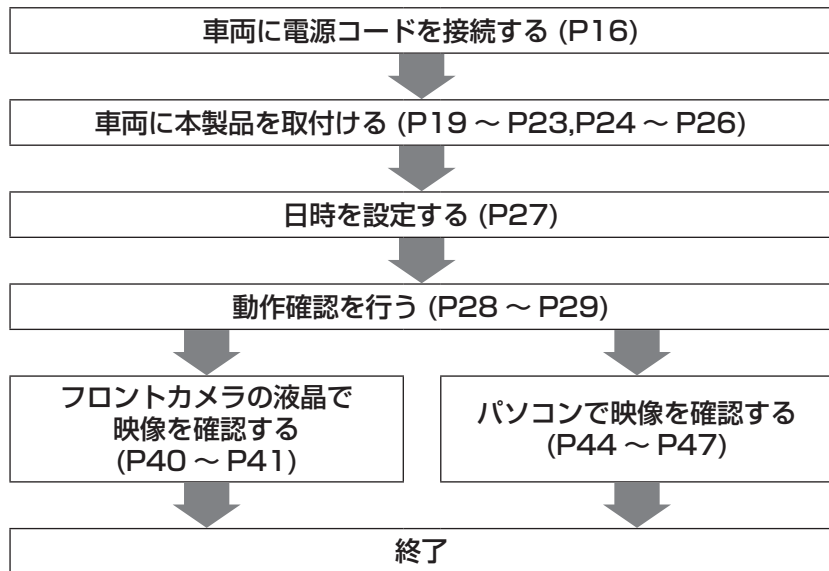 車両に電源コードを接続する (P16)
車両に本製品を取付ける (P19 ～ P23,P24 ～ P26)
日時を設定する (P27)
動作確認を行う (P28 ～ P29)
フロントカメラの液晶で
映像を確認する
(P40 ～ P41)
パソコンで映像を確認する
(P44 ～ P47)
終了